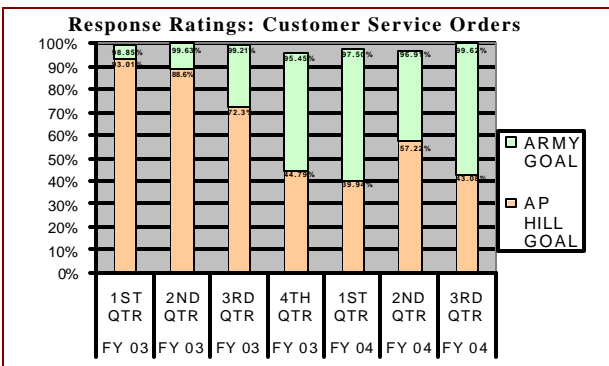 Response Ratings: Customer Service Orders
100%
90%
80%
70%
60%
50%
40%
30%
20%
10%
0%
98.85% 99.63% 99.21% 95.45% 97.50% 96.91% 99.62%
93.01% 88.6% 72.3% 44.79% 39.94% 57.22% 43.08%
ARMY
GOAL
AP
HILL
GOAL
1ST 2ND 3RD 4TH 1ST 2ND 3RD
QTR QTR QTR QTR QTR QTR QTR
FY 03 FY 03 FY 03 FY 03 FY 04 FY 04 FY 04